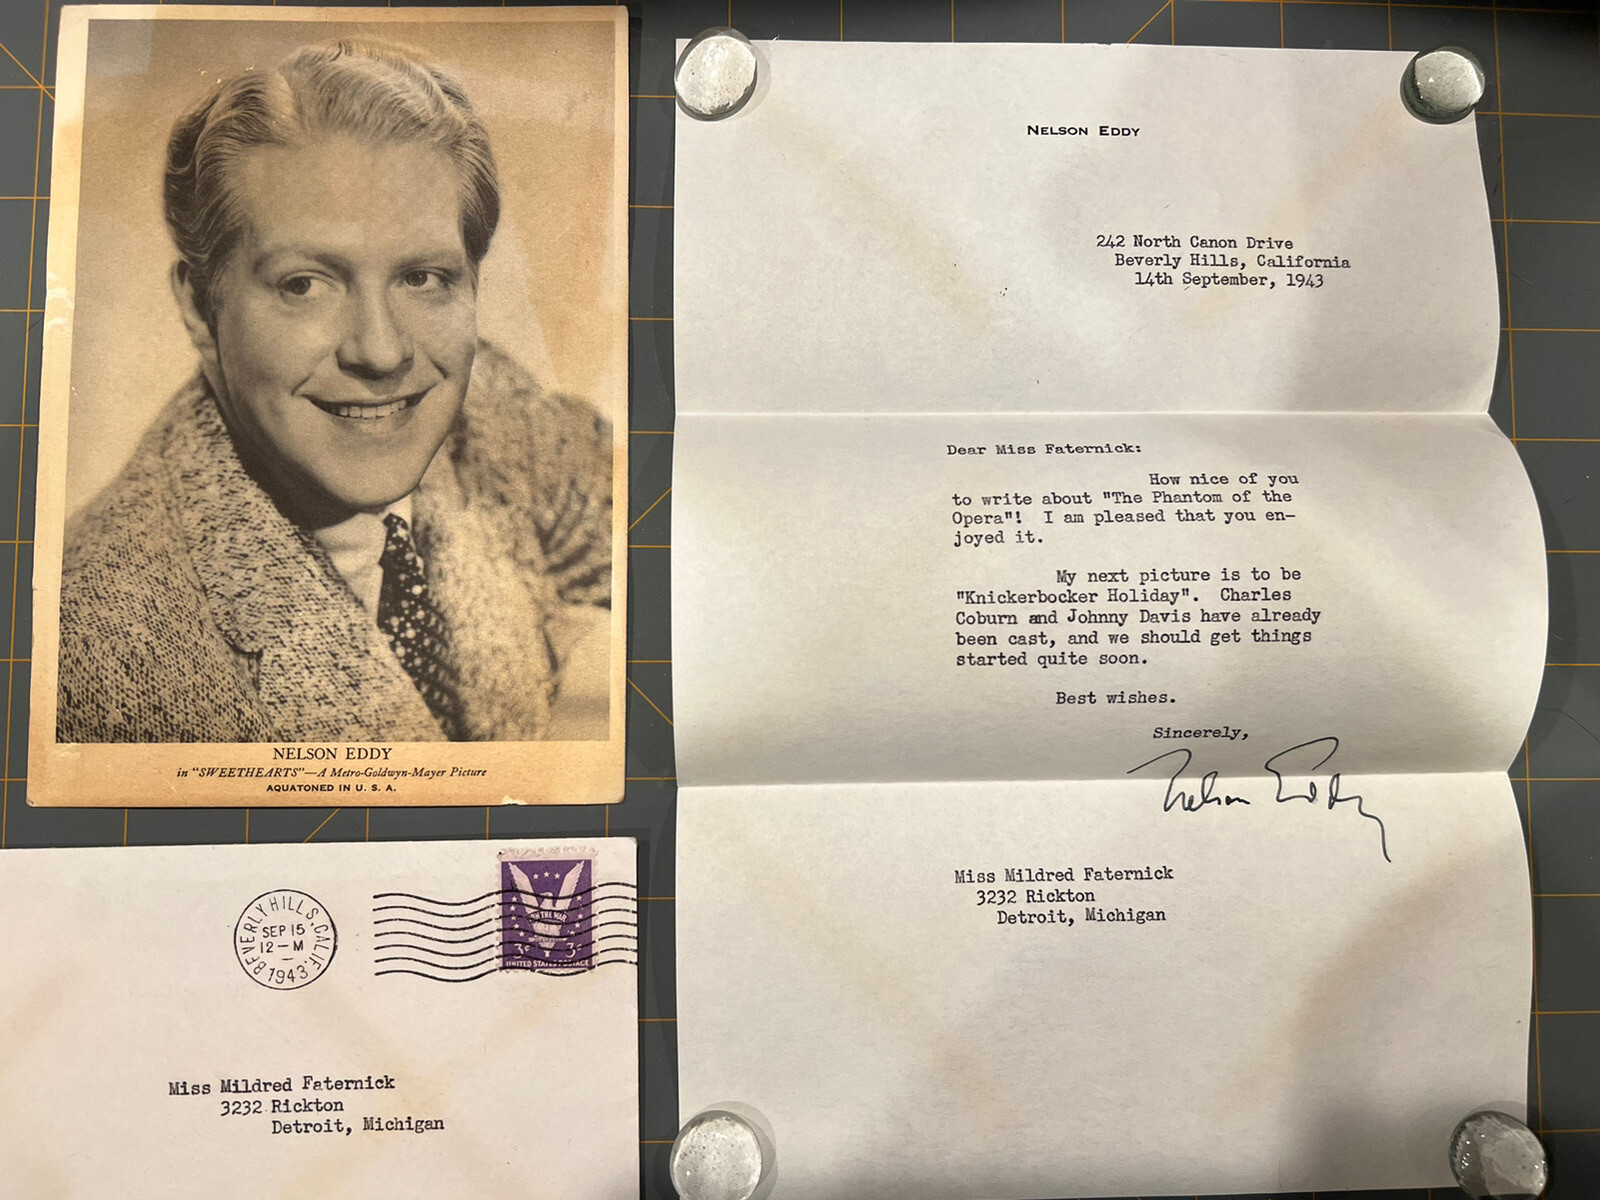 NELSON EDDY
in "SWEETHEARTS"—A Metro-Goldwyn-Mayer Picture
AQUATONED IN U. S. A.
BEVERLY HILLS, CALIF.
SEP 15
12-M
1943
WIN THE WAR
3¢ 3¢
UNITED STATES POSTAGE
Miss Mildred Faternick
3232 Rickton
Detroit, Michigan
NELSON EDDY
242 North Canon Drive
Beverly Hills, California
14th September, 1943
Dear Miss Faternick:
How nice of you
to write about "The Phantom of the
Opera"! I am pleased that you en-
joyed it.
My next picture is to be
"Knickerbocker Holiday". Charles
Coburn and Johnny Davis have already
been cast, and we should get things
started quite soon.
Best wishes.
Sincerely,
Nelson Eddy
Miss Mildred Faternick
3232 Rickton
Detroit, Michigan